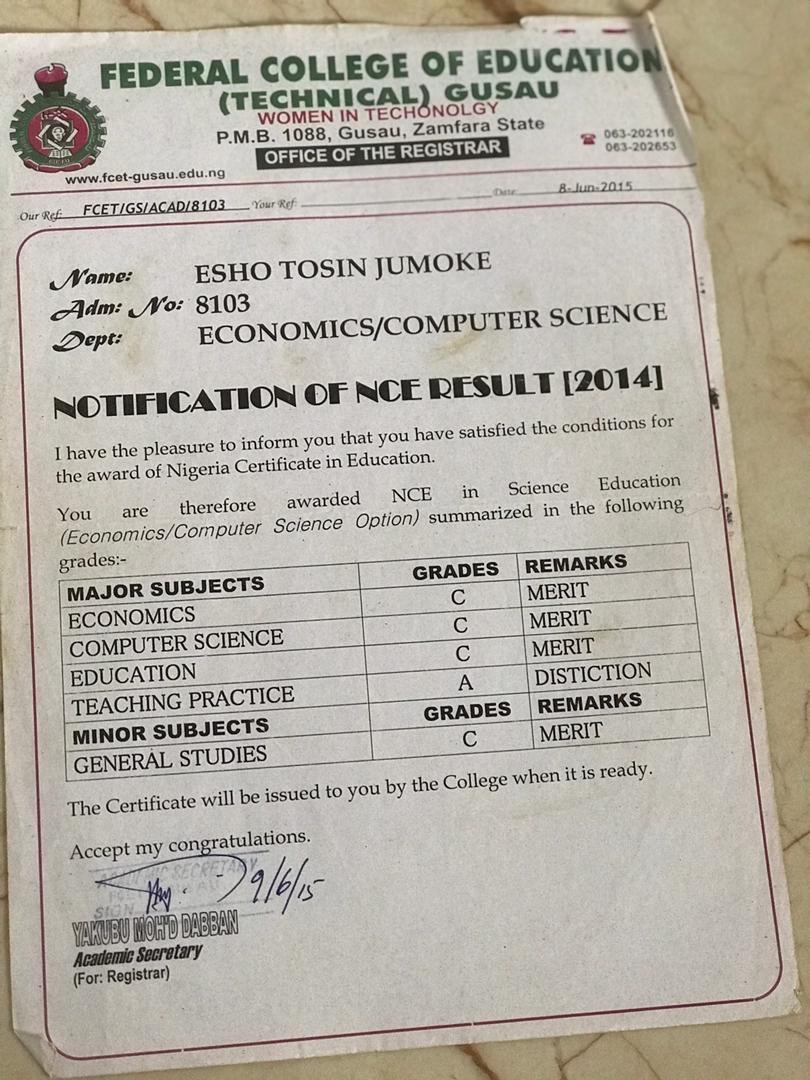 FEDERAL COLLEGE OF EDUCATION
(TECHNICAL) GUSAU
WOMEN IN TECHONOLGY
P.M.B. 1088, Gusau, Zamfara State
OFFICE OF THE REGISTRAR
063-202116
063-202653
www.fcet-gusau.edu.ng
Our Ref: FCET/GS/ACAD/8103 Your Ref: Date: 8-Jun-2015
Name: ESHO TOSIN JUMOKE
Adm: No: 8103
Dept: ECONOMICS/COMPUTER SCIENCE
NOTIFICATION OF NCE RESULT [2014]
I have the pleasure to inform you that you have satisfied the conditions for
the award of Nigeria Certificate in Education.
You are therefore awarded NCE in Science Education
(Economics/Computer Science Option) summarized in the following
grades:-
MAJOR SUBJECTS GRADES REMARKS
ECONOMICS C MERIT
COMPUTER SCIENCE C MERIT
EDUCATION C MERIT
TEACHING PRACTICE A DISTICTION
MINOR SUBJECTS GRADES REMARKS
GENERAL STUDIES C MERIT
The Certificate will be issued to you by the College when it is ready.
Accept my congratulations.
SECRETARY
SIGN
9/6/15
YAKUBU MOH'D DABBAN
Academic Secretary
(For: Registrar)